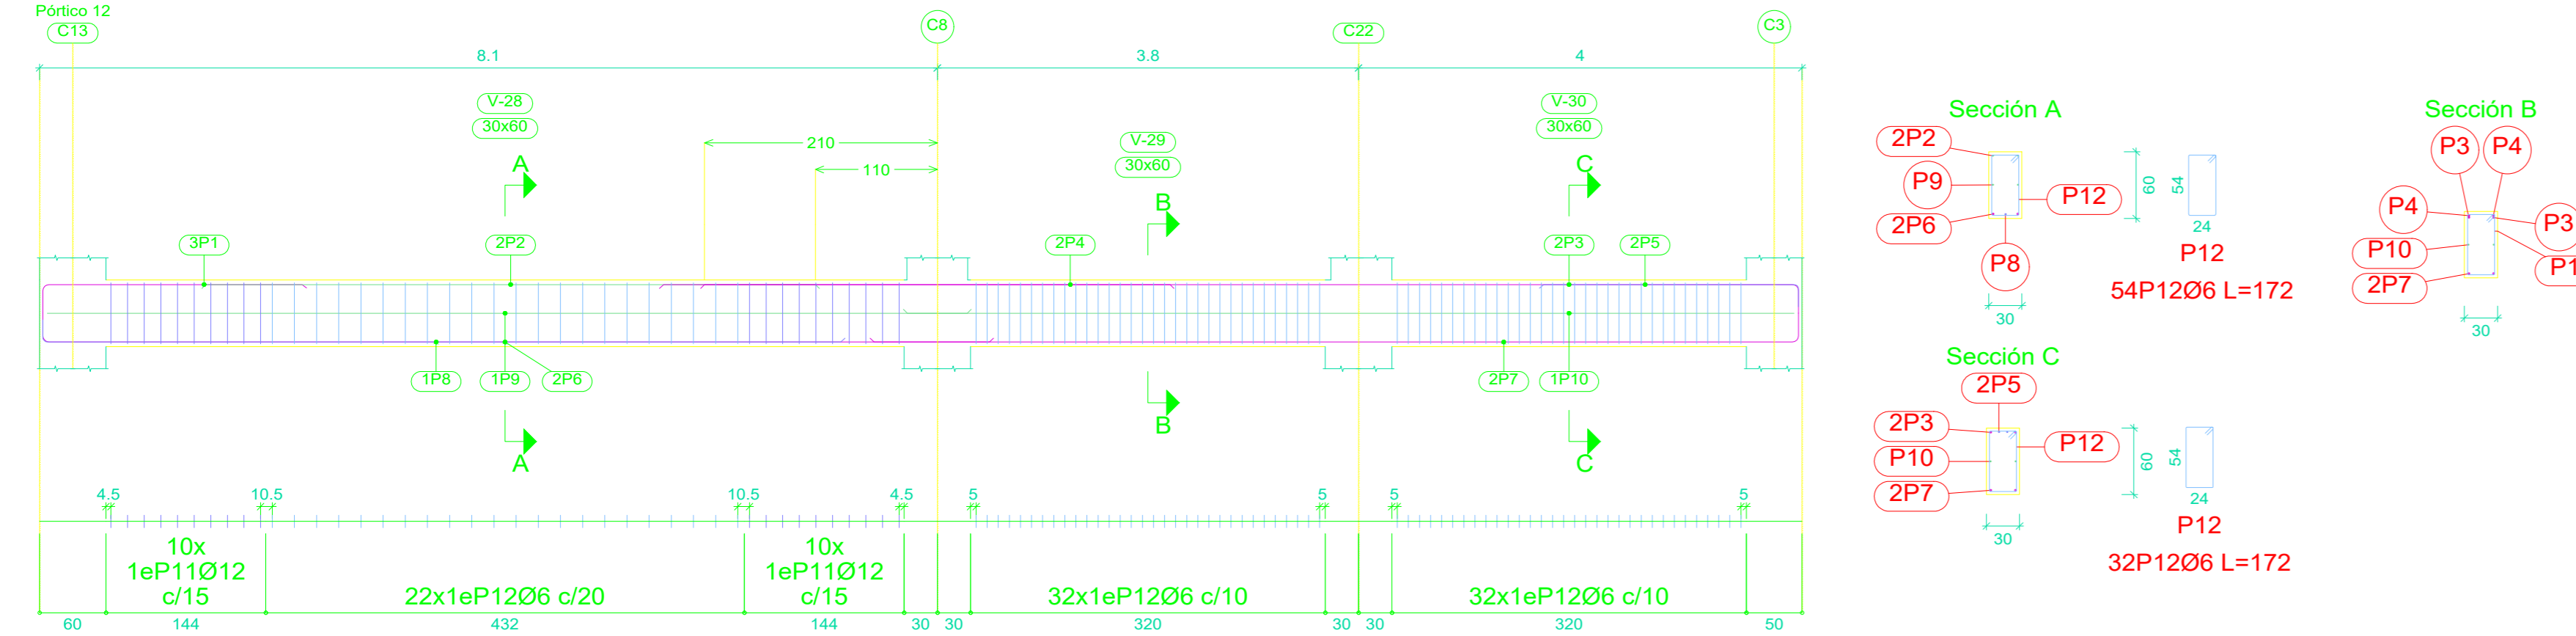 Pórtico 12
C13
C8
C22
C3
8.1
3.8
4
V-28
30x60
V-29
30x60
V-30
30x60
210
110
A
B
C
3P1
2P2
2P4
2P3
2P5
1P8
1P9
2P6
2P7
1P10
A
B
C
4.5
10.5
10.5
4.5
5
5
5
5
10x
1eP11Ø12
c/15
22x1eP12Ø6 c/20
10x
1eP11Ø12
c/15
32x1eP12Ø6 c/10
32x1eP12Ø6 c/10
60
144
432
144
30
30
320
30
30
320
50
Sección A
2P2
P9
2P6
P8
P12
30
60
54
24
P12
54P12Ø6 L=172
Sección B
P3
P4
P4
P3
P10
2P7
30
Sección C
2P5
2P3
P10
2P7
P12
30
60
54
24
P12
32P12Ø6 L=172